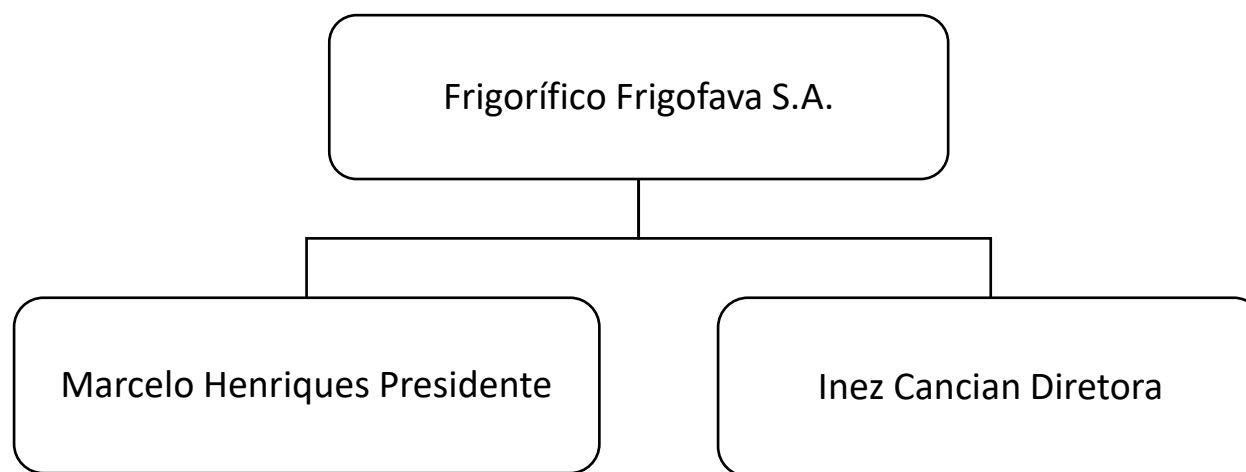 Frigorífico Frigofava S.A.
Marcelo Henriques Presidente
Inez Cancian Diretora